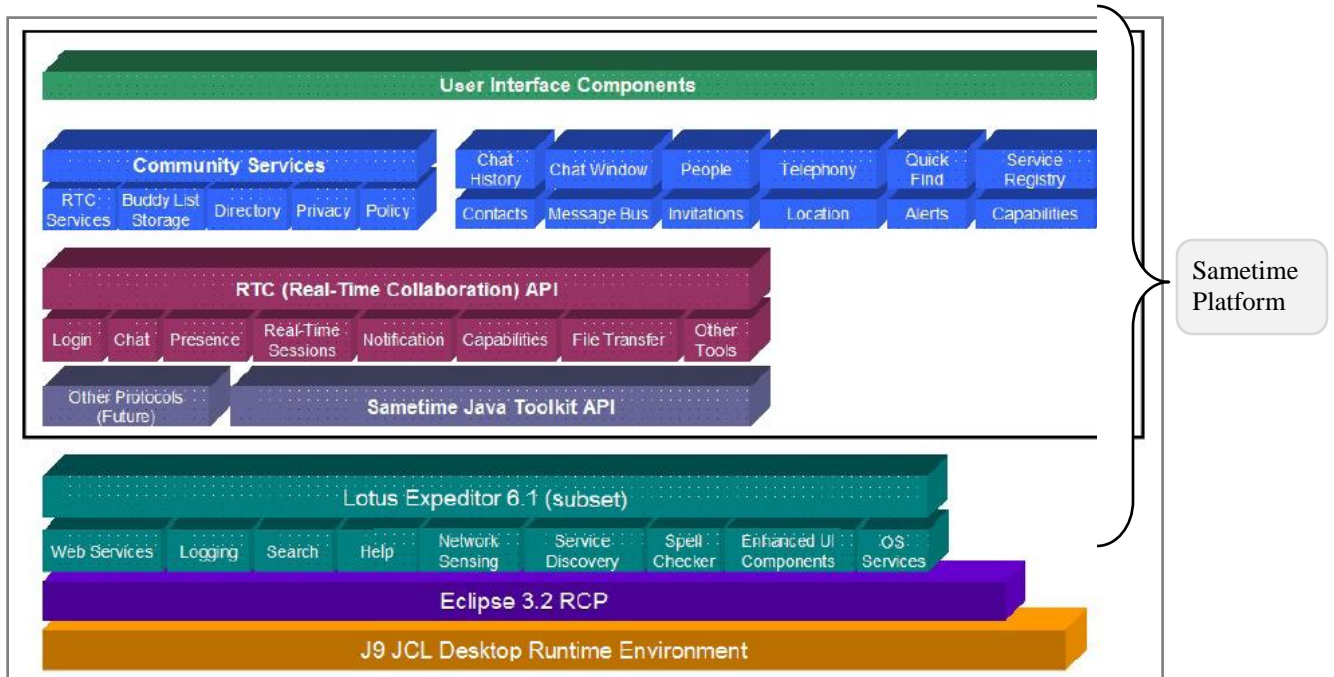 User Interface Components
Community Services
RTC Services
Buddy List Storage
Directory
Privacy
Policy
Chat History
Chat Window
People
Telephony
Quick Find
Service Registry
Contacts
Message Bus
Invitations
Location
Alerts
Capabilities
RTC (Real-Time Collaboration) API
Login
Chat
Presence
Real-Time Sessions
Notification
Capabilities
File Transfer
Other Tools
Other Protocols (Future)
Sametime Java Toolkit API
Sametime
Platform
Lotus Expeditor 6.1 (subset)
Web Services
Logging
Search
Help
Network Sensing
Service Discovery
Spell Checker
Enhanced UI Components
OS Services
Eclipse 3.2 RCP
J9 JCL Desktop Runtime Environment